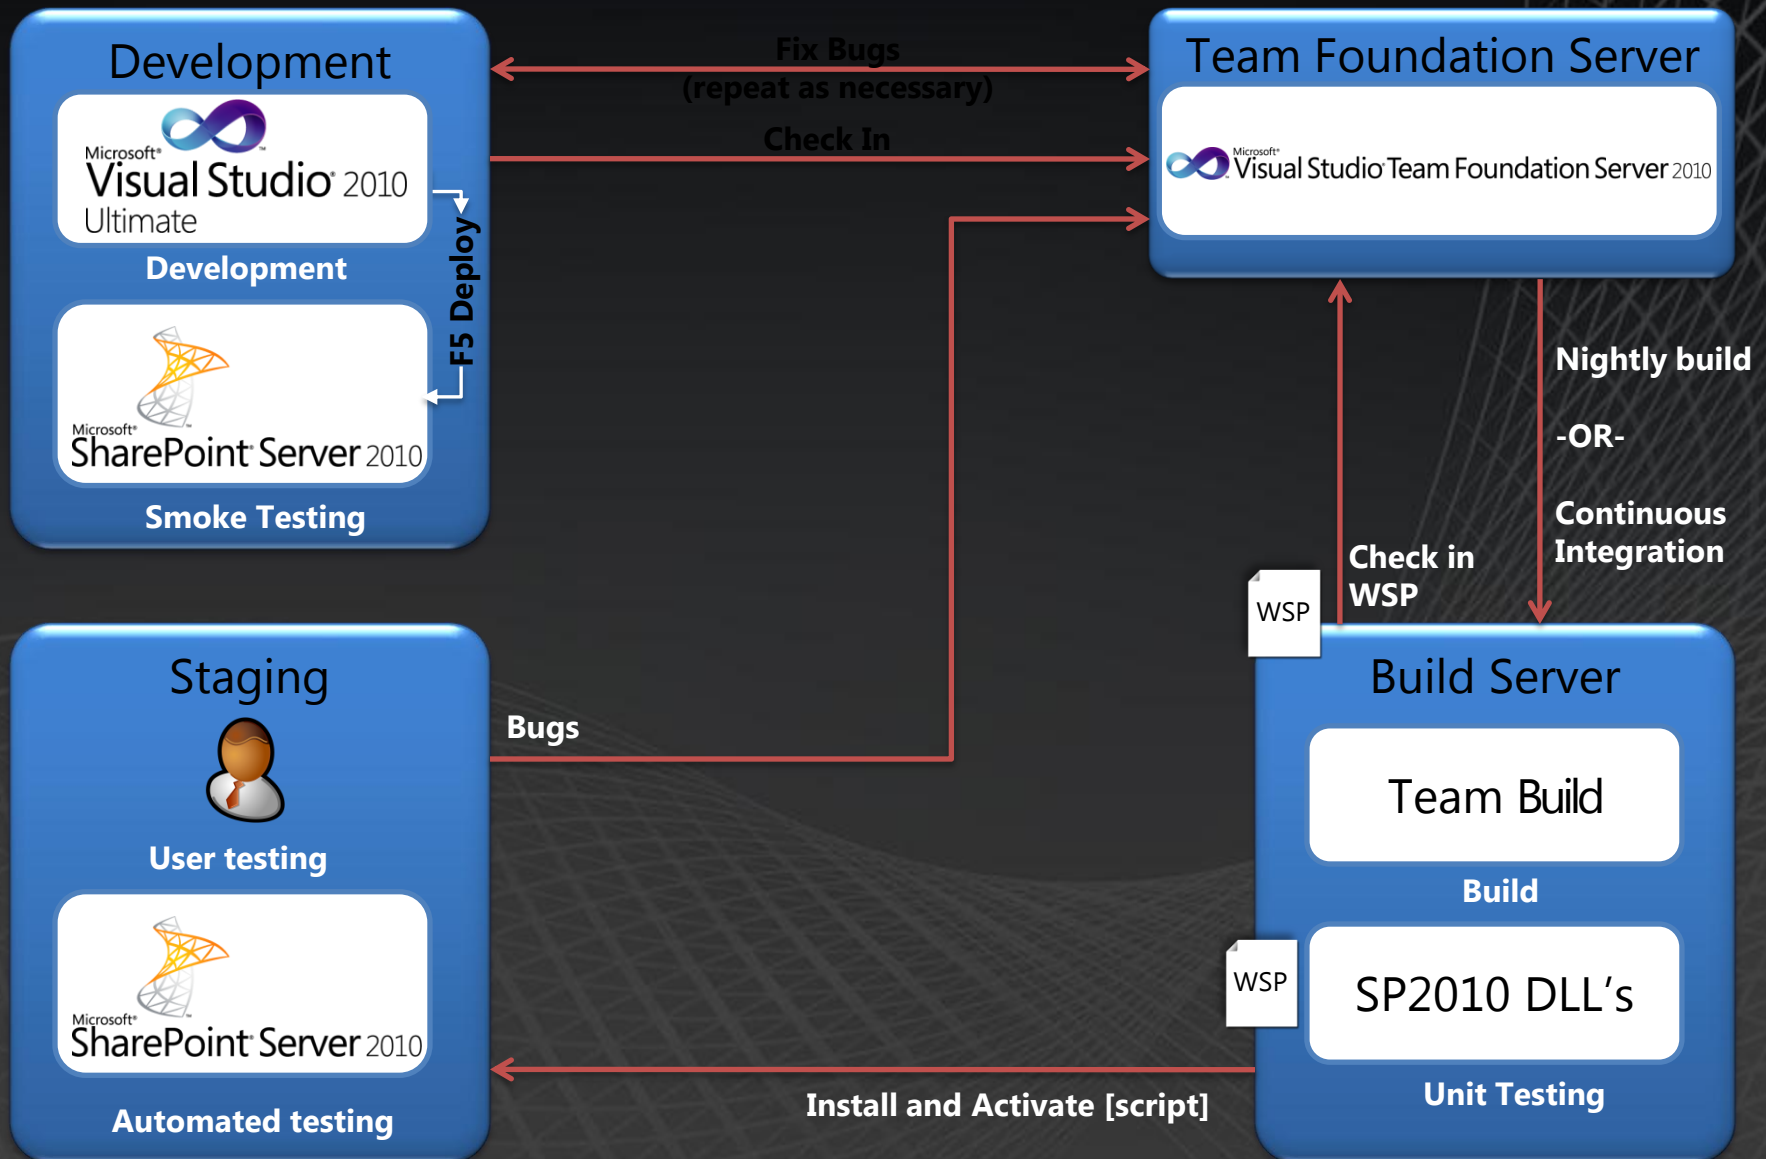 Development
Microsoft®
Visual Studio® 2010
Ultimate
Development
F5 Deploy
Microsoft®
SharePoint® Server 2010
Smoke Testing
Fix Bugs
(repeat as necessary)
Check In
Team Foundation Server
Microsoft®
Visual Studio® Team Foundation Server 2010
Nightly build
-OR-
Continuous
Integration
Check in
WSP
WSP
Staging
User testing
Microsoft®
SharePoint® Server 2010
Automated testing
Bugs
Install and Activate [script]
Build Server
Team Build
Build
WSP
SP2010 DLL's
Unit Testing